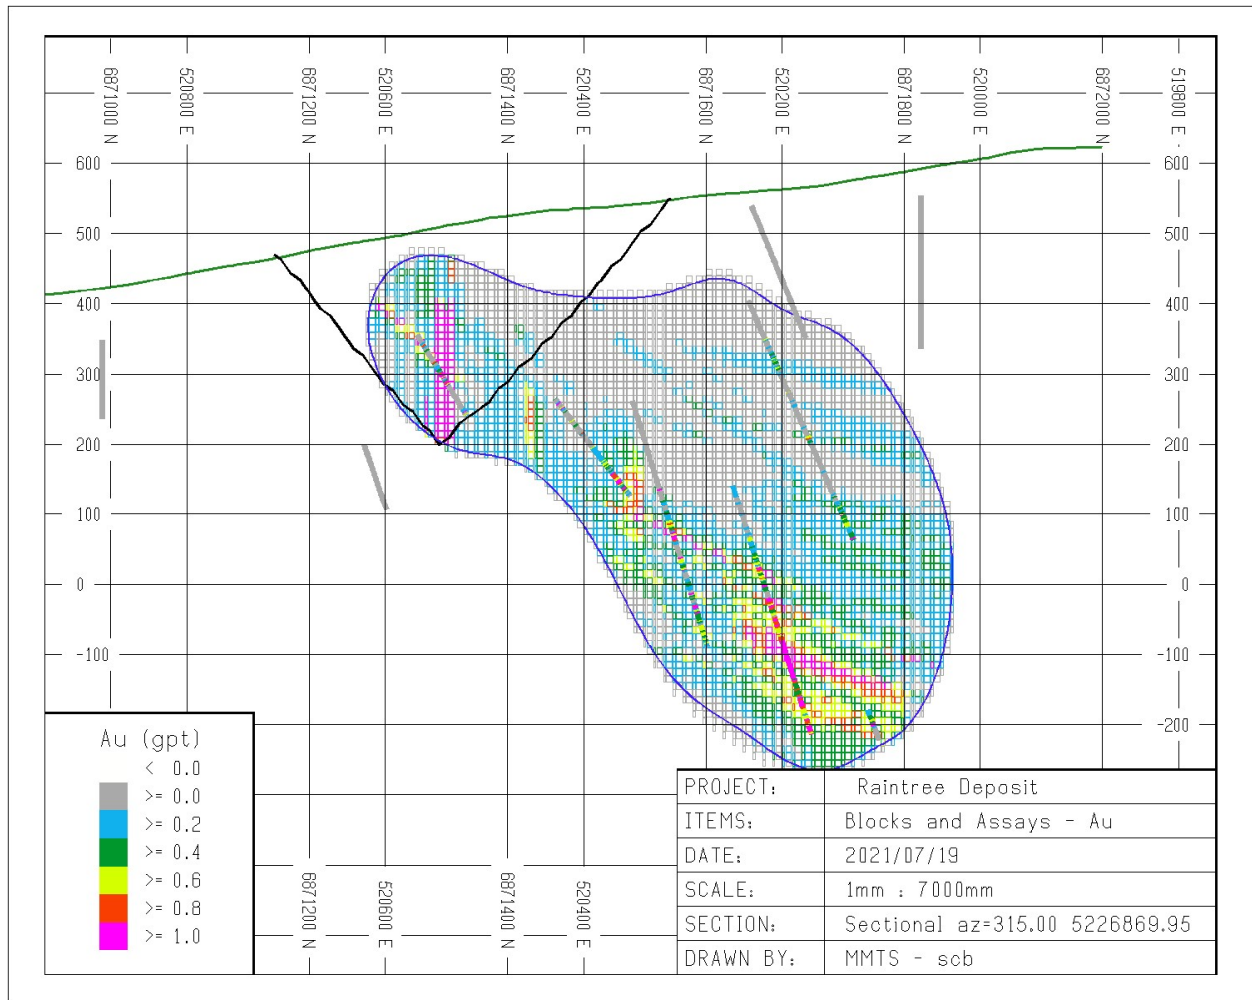 6871000 N
520800 E
6871200 N
520600 E
6871400 N
520400 E
6871600 N
520200 E
6871800 N
520000 E
6872000 N
519800 E
600 600
500 500
400 400
300 300
200 200
100 100
0 0
-100 -100
-200 -200
Au (gpt)
< 0.0
>= 0.0
>= 0.2
>= 0.4
>= 0.6
>= 0.8
>= 1.0
6871200 N
520600 E
6871400 N
520400 E
PROJECT: Raintree Deposit
ITEMS: Blocks and Assays - Au
DATE: 2021/07/19
SCALE: 1mm : 7000mm
SECTION: Sectional az=315.00 5226869.95
DRAWN BY: MMTS - scb